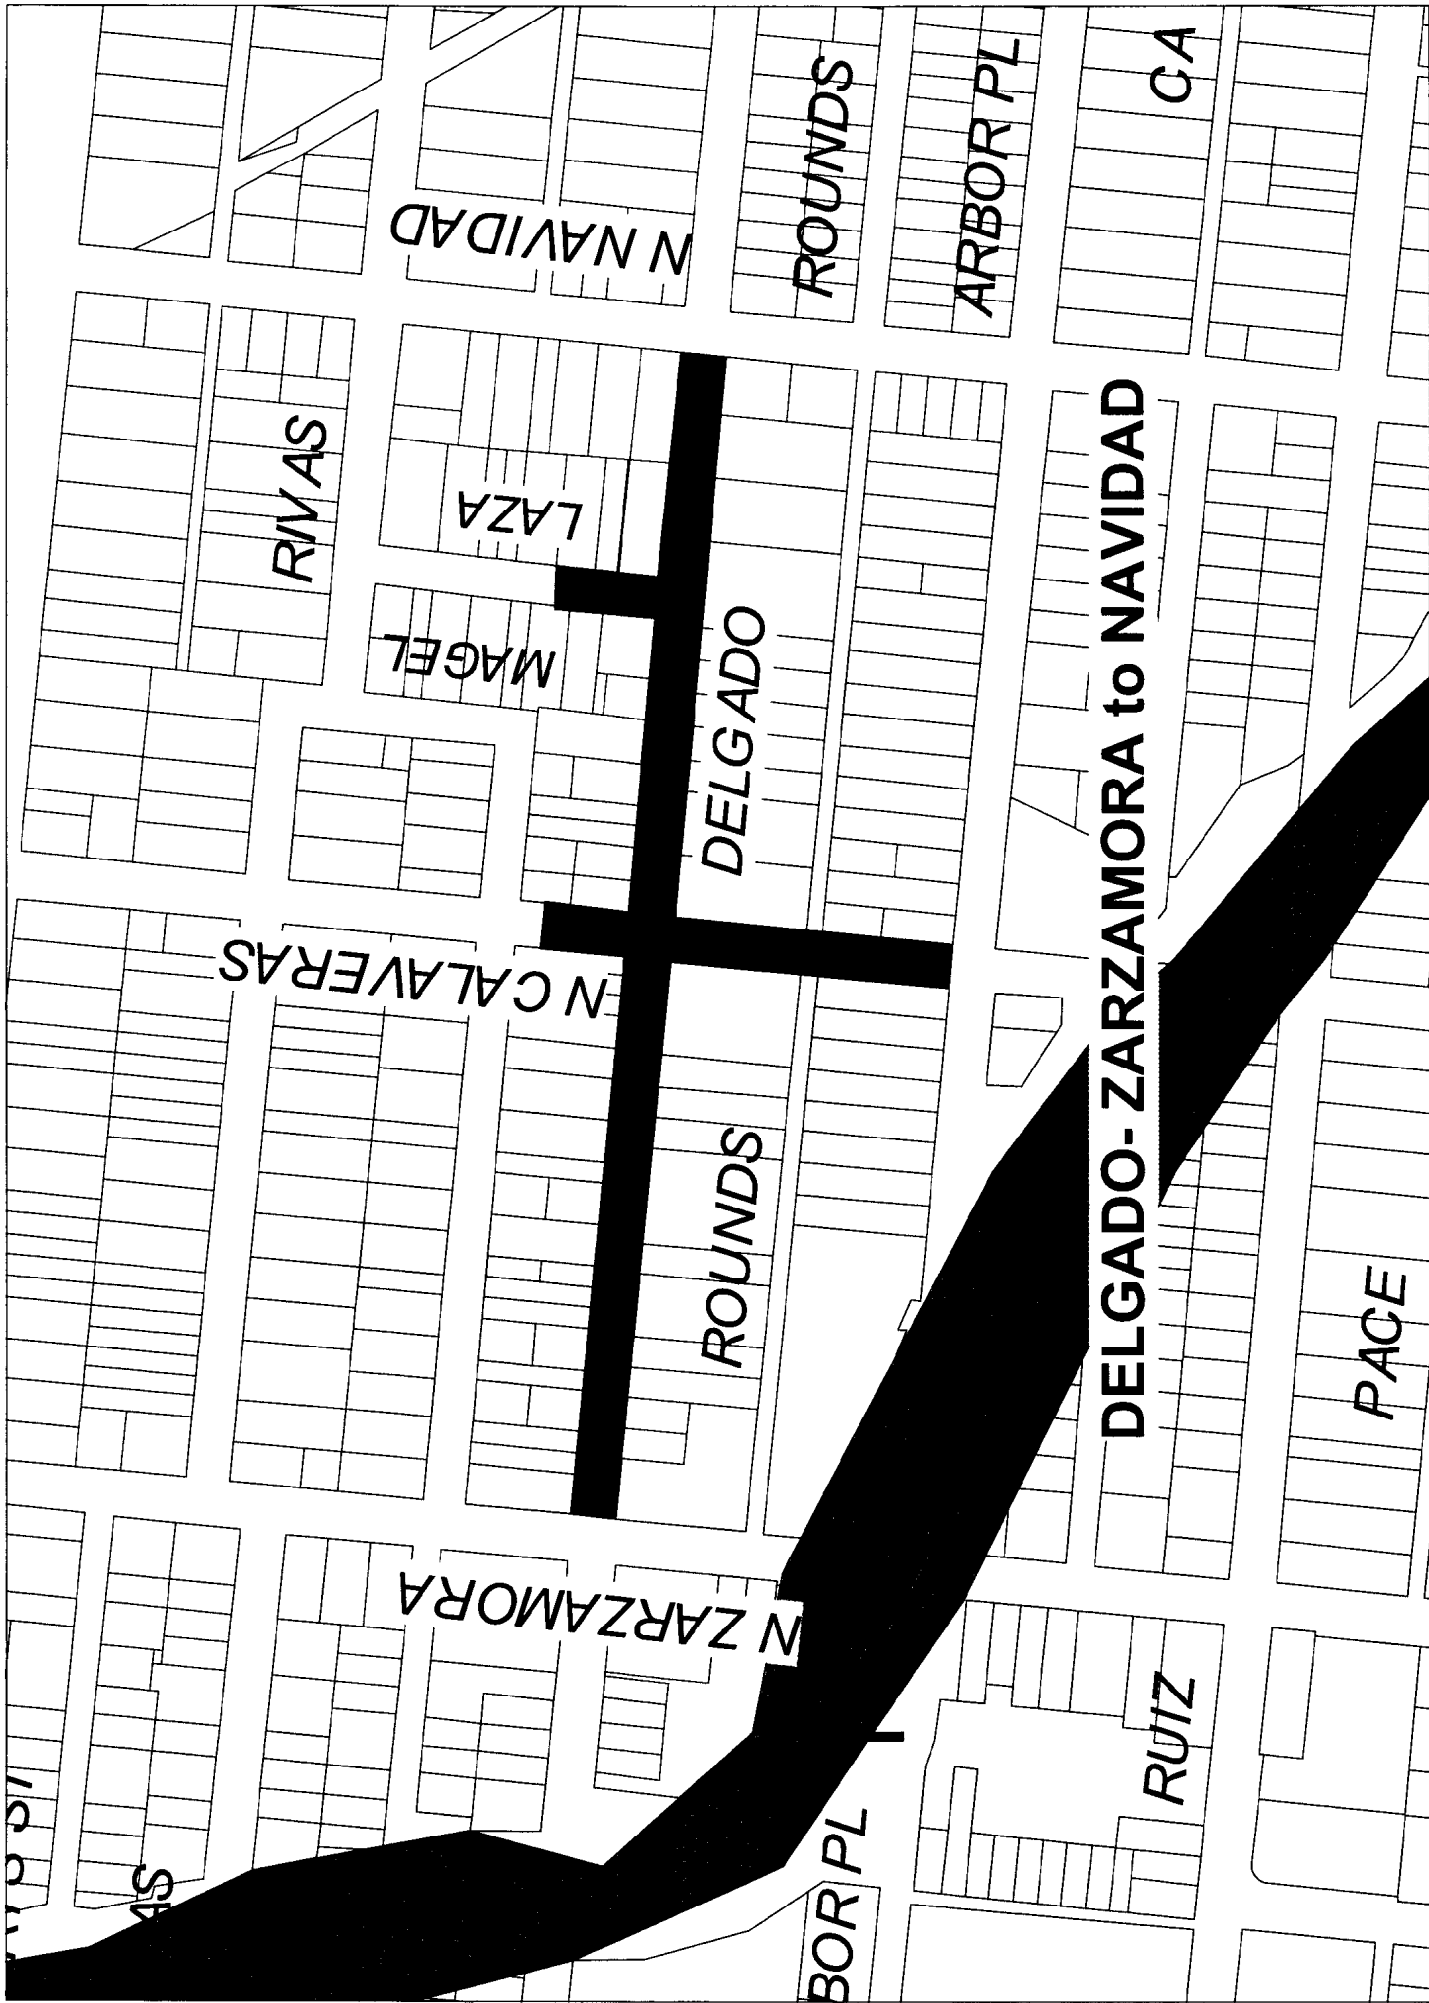 N NAVIDAD
ROUNDS
ARBOR PL
CA
RIVAS
LAZA
MAGEL
DELGADO
N CALAVERAS
ROUNDS
DELGADO- ZARZAMORA to NAVIDAD
PACE
N ZARZAMORA
RUIZ
BOR PL
AS